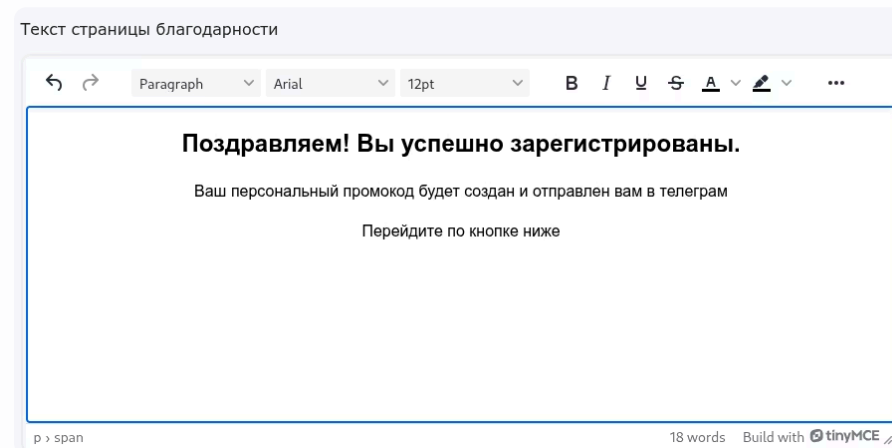 Текст страницы благодарности
Paragraph Arial 12pt B I U S A
Поздравляем! Вы успешно зарегистрированы.
Ваш персональный промокод будет создан и отправлен вам в телеграм
Перейдите по кнопке ниже
p › span 18 words Build with tinyMCE